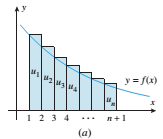 y
u₁ u₂ u₃ u₄ uₙ
y = f(x)
x
1 2 3 4 ⋯ n + 1
(a)